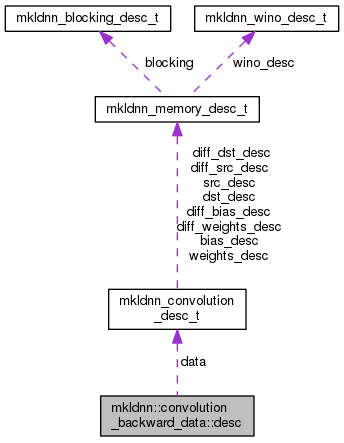 mkldnn_blocking_desc_t
mkldnn_wino_desc_t
blocking
wino_desc
mkldnn_memory_desc_t
diff_dst_desc
diff_src_desc
src_desc
dst_desc
diff_bias_desc
diff_weights_desc
bias_desc
weights_desc
mkldnn_convolution
_desc_t
data
mkldnn::convolution
_backward_data::desc